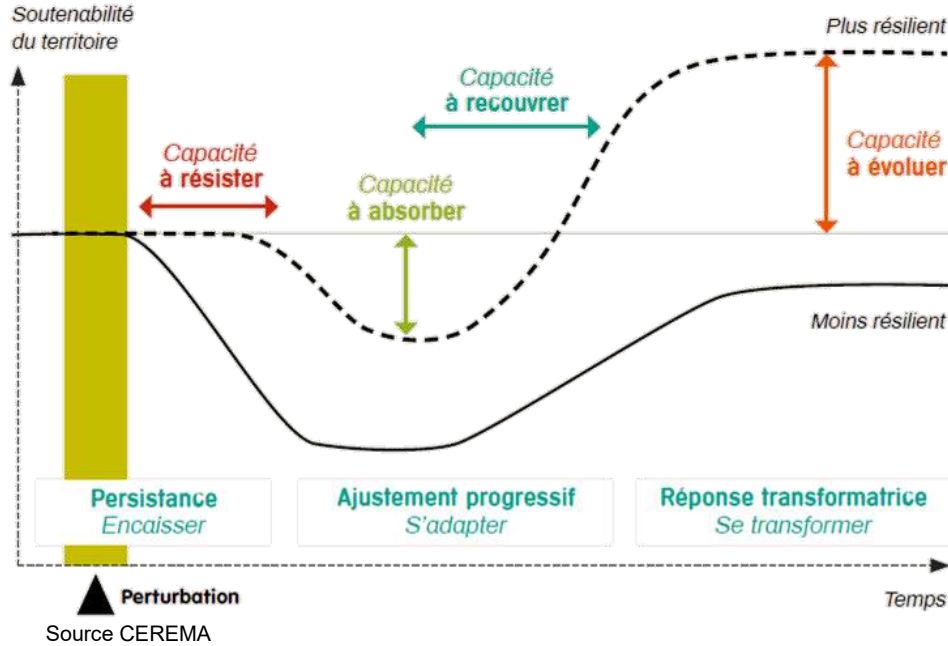 Soutenabilité
du territoire
Plus résilient
Capacité
à recouvrer
Capacité
à résister
Capacité
à absorber
Capacité
à évoluer
Moins résilient
Persistance
Encaisser
Ajustement progressif
S'adapter
Réponse transformatrice
Se transformer
Perturbation
Temps
Source CEREMA